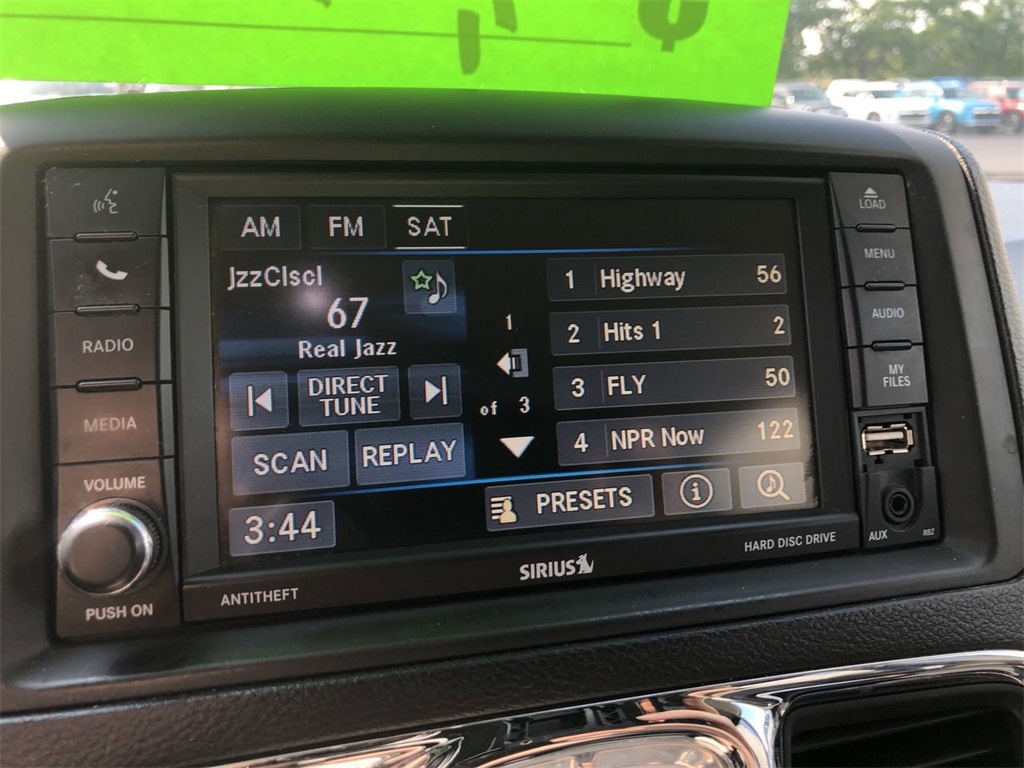 AM FM SAT
JzzClscl
67
Real Jazz
DIRECT
TUNE
SCAN REPLAY
3:44
1
of 3
1 Highway 56
2 Hits 1 2
3 FLY 50
4 NPR Now 122
PRESETS i
RADIO
MEDIA
VOLUME
PUSH ON
ANTITHEFT
SIRIUS
HARD DISC DRIVE
LOAD
MENU
AUDIO
MY
FILES
AUX RBZ